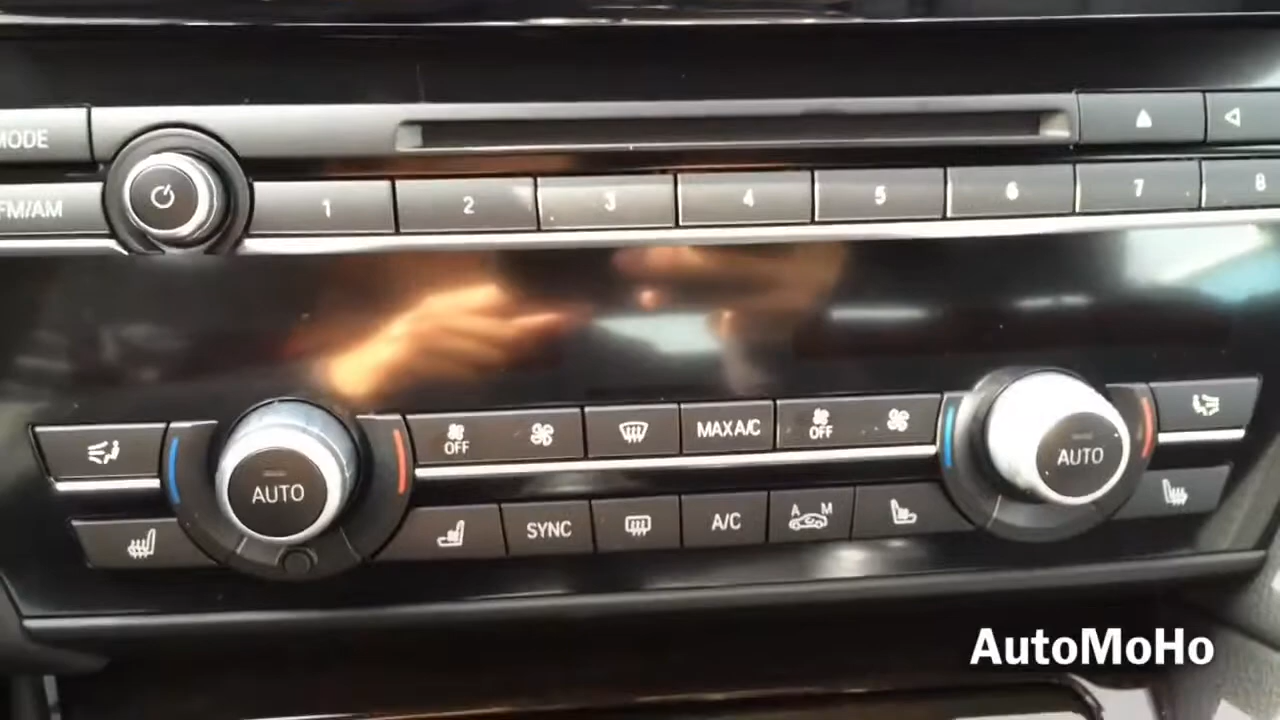 MODE
FM/AM 1 2 3 4 5 6 7 8
OFF MAX A/C OFF
AUTO AUTO
SYNC A/C A M
AutoMoHo